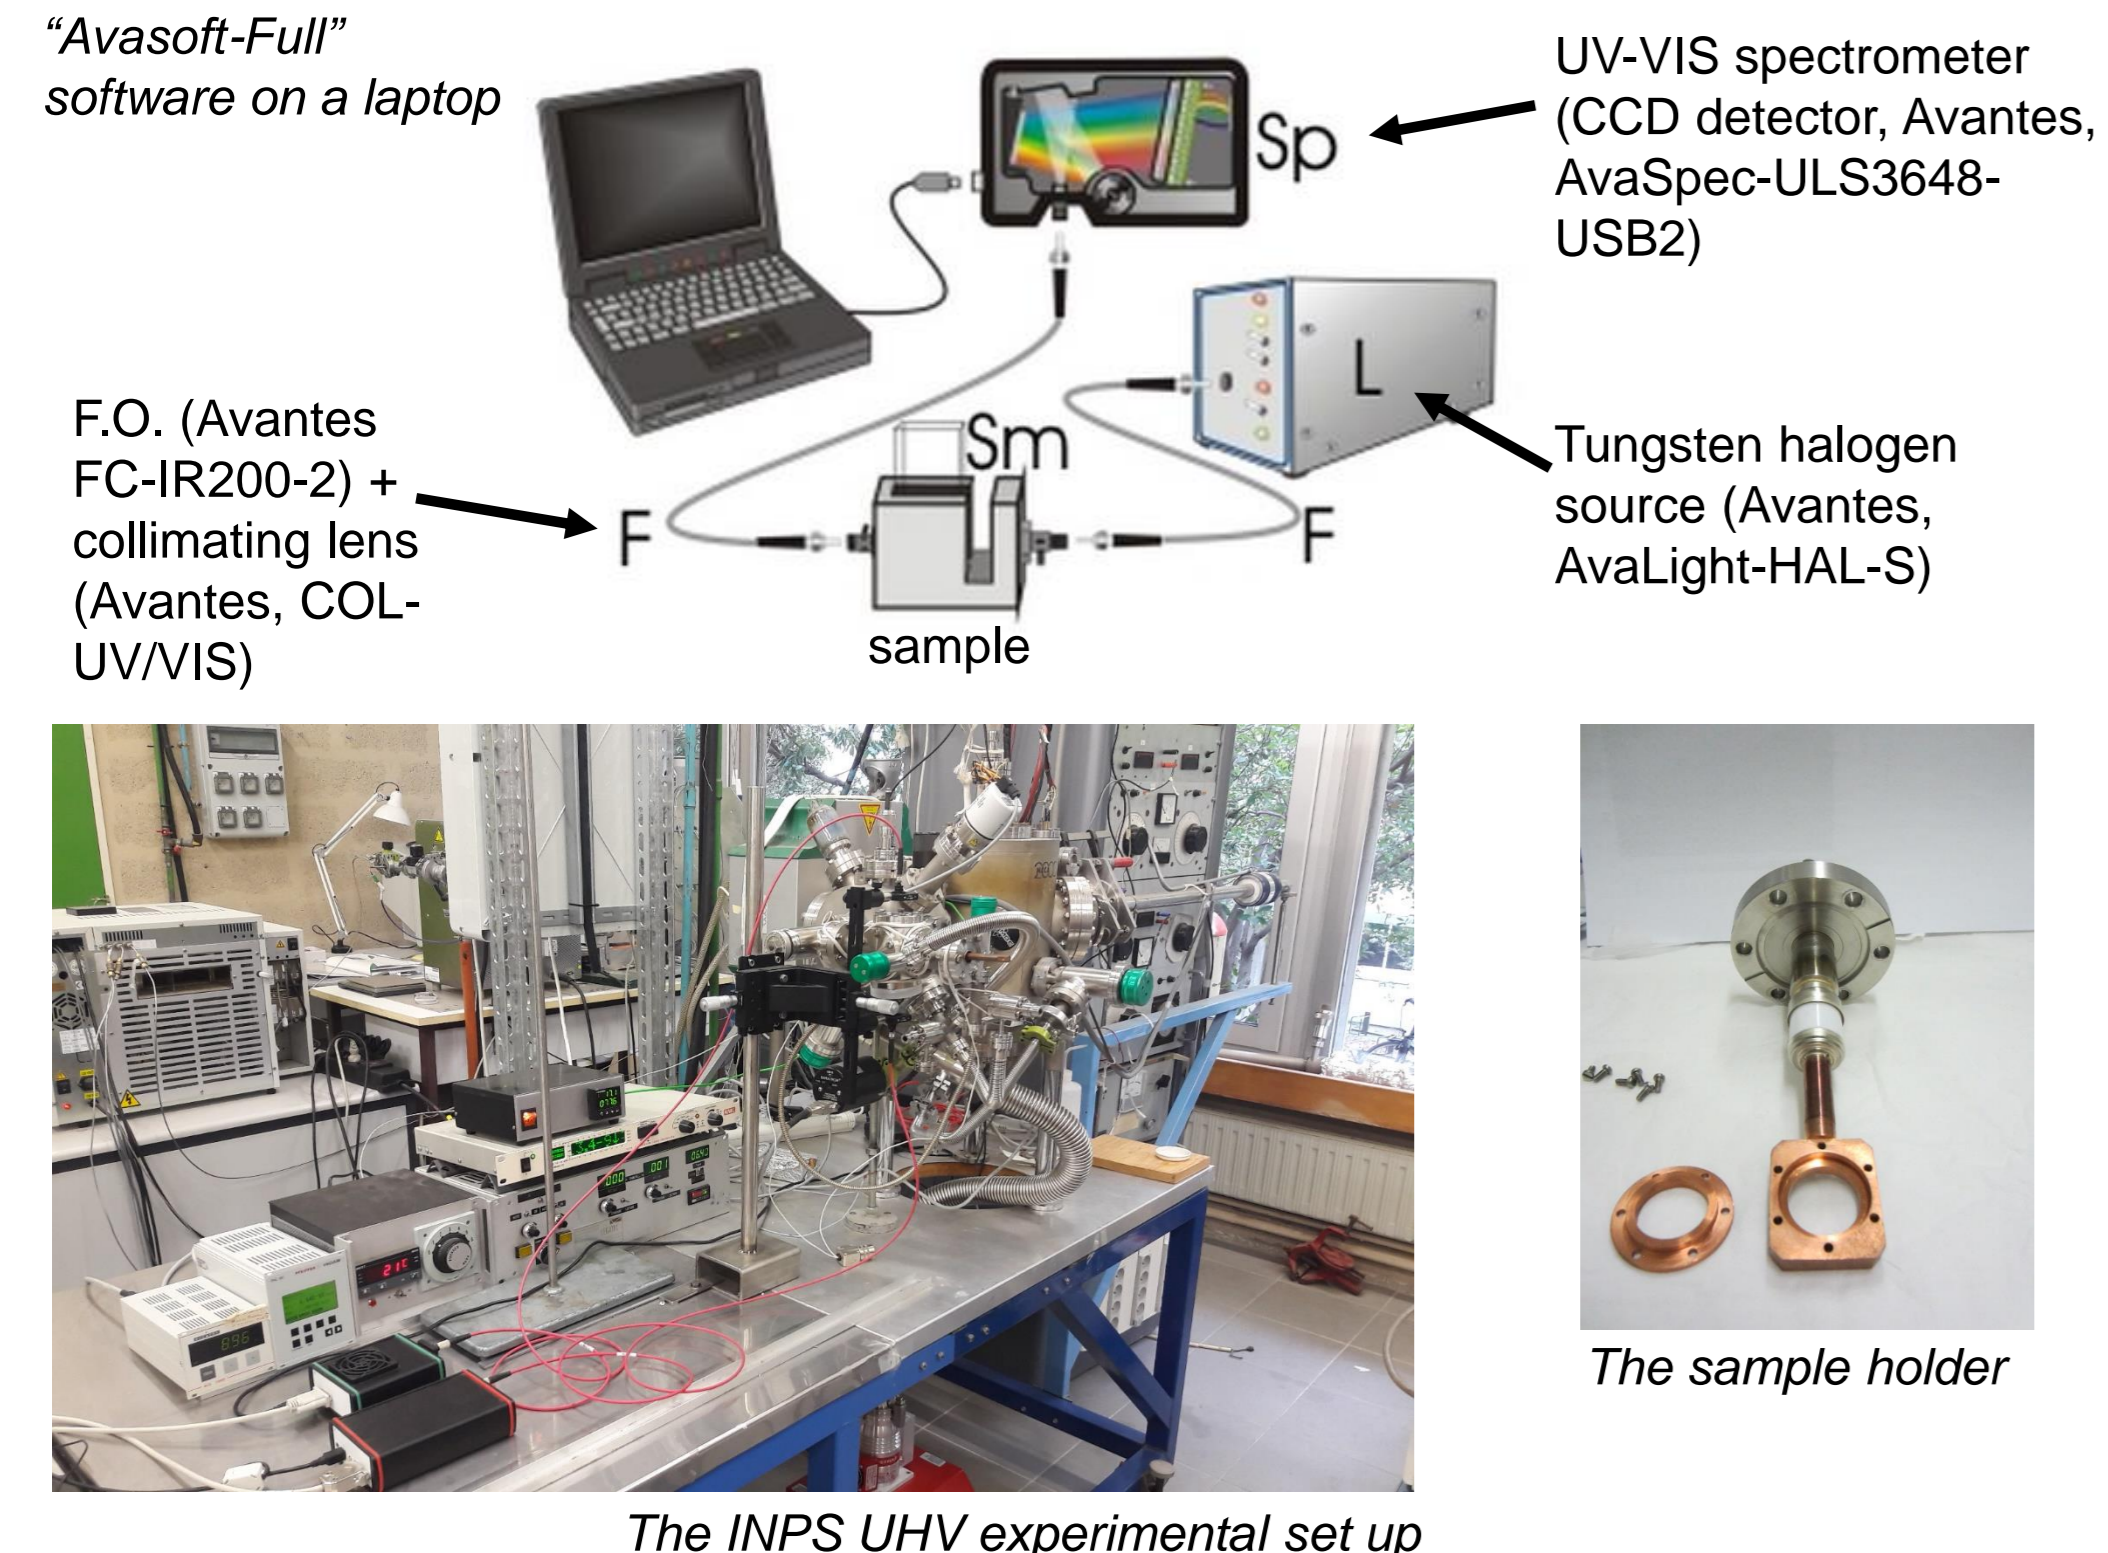 “Avasoft-Full”
software on a laptop
Sp
UV-VIS spectrometer
(CCD detector, Avantes,
AvaSpec-ULS3648-
USB2)
L
F.O. (Avantes
FC-IR200-2) +
collimating lens
(Avantes, COL-
UV/VIS)
Sm
F
F
Tungsten halogen
source (Avantes,
AvaLight-HAL-S)
sample
21C
896
The sample holder
The INPS UHV experimental set up